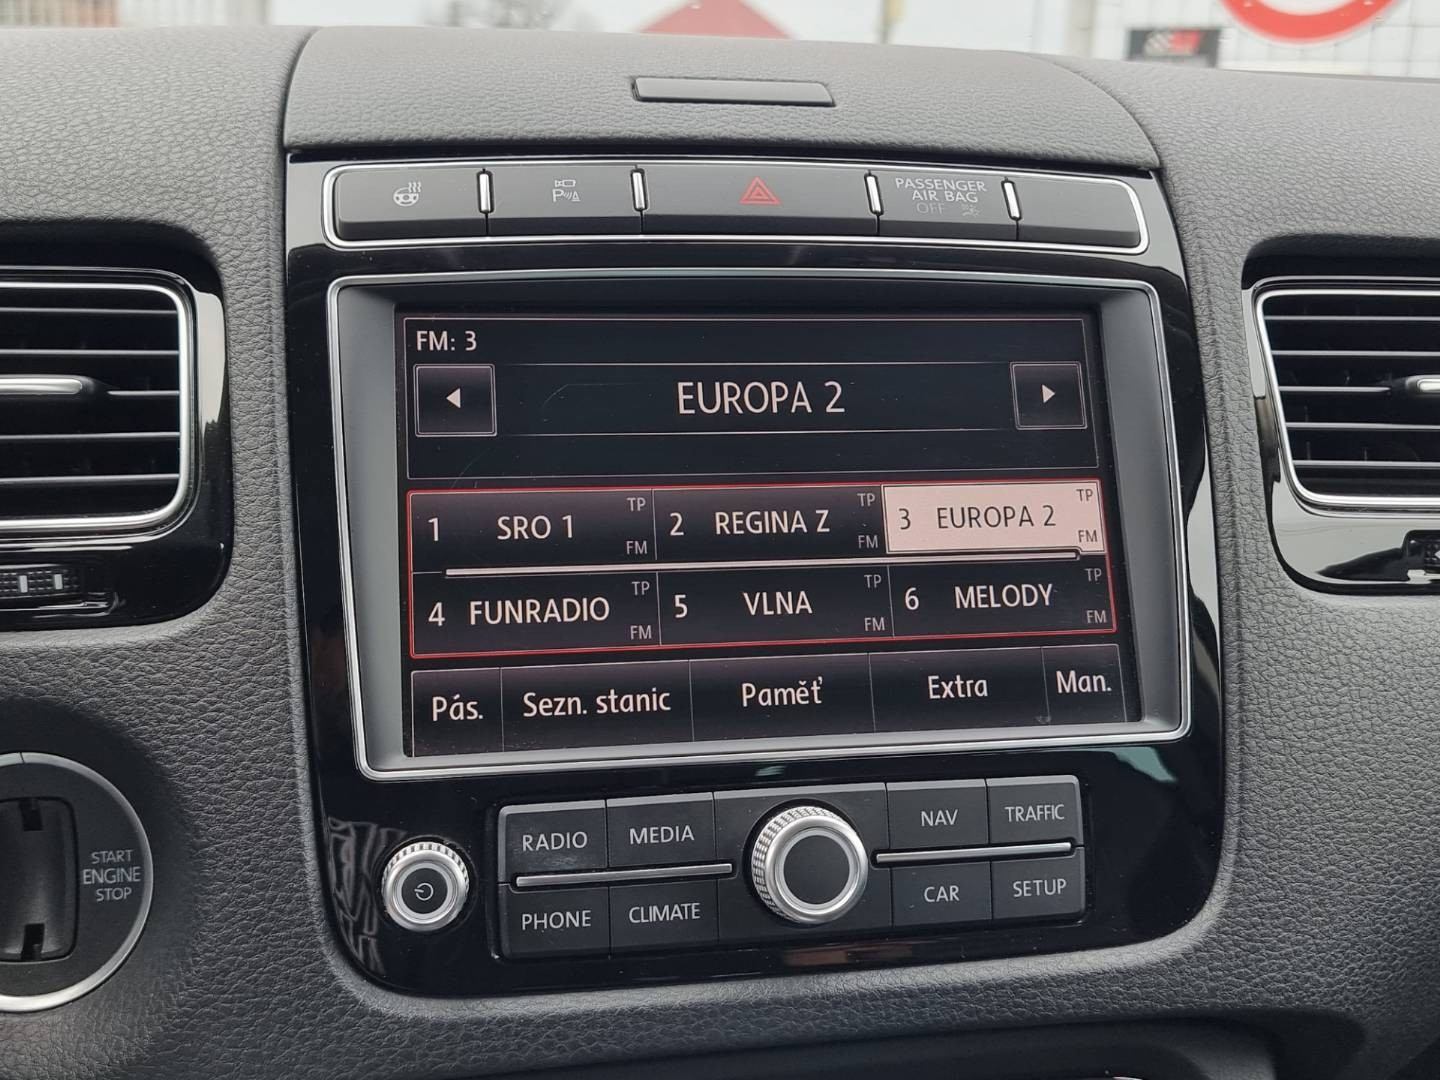 P
PASSENGER
AIR BAG
OFF
FM: 3
EUROPA 2
1 SRO 1 TP FM
2 REGINA Z TP FM
3 EUROPA 2 TP FM
4 FUNRADIO TP FM
5 VLNA TP FM
6 MELODY TP FM
Pás. Sezn. stanic Paměť Extra Man.
RADIO MEDIA NAV TRAFFIC
PHONE CLIMATE CAR SETUP
START
ENGINE
STOP